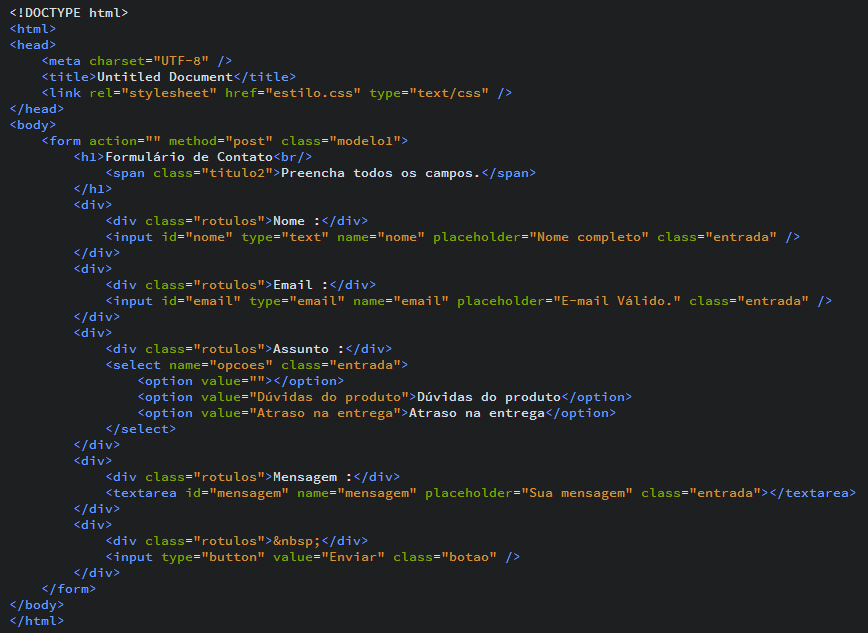 <!DOCTYPE html>
<html>
<head>
    <meta charset="UTF-8" />
    <title>Untitled Document</title>
    <link rel="stylesheet" href="estilo.css" type="text/css" />
</head>
<body>
    <form action="" method="post" class="modelo1">
        <h1>Formulário de Contato<br/>
            <span class="titulo2">Preencha todos os campos.</span>
        </h1>
        <div>
            <div class="rotulos">Nome :</div>
            <input id="nome" type="text" name="nome" placeholder="Nome completo" class="entrada" />
        </div>
        <div>
            <div class="rotulos">Email :</div>
            <input id="email" type="email" name="email" placeholder="E-mail Válido." class="entrada" />
        </div>
        <div>
            <div class="rotulos">Assunto :</div>
            <select name="opcoes" class="entrada">
                <option value=""></option>
                <option value="Dúvidas do produto">Dúvidas do produto</option>
                <option value="Atraso na entrega">Atraso na entrega</option>
            </select>
        </div>
        <div>
            <div class="rotulos">Mensagem :</div>
            <textarea id="mensagem" name="mensagem" placeholder="Sua mensagem" class="entrada"></textarea>
        </div>
        <div>
            <div class="rotulos">&nbsp;</div>
            <input type="button" value="Enviar" class="botao" />
        </div>
    </form>
</body>
</html>